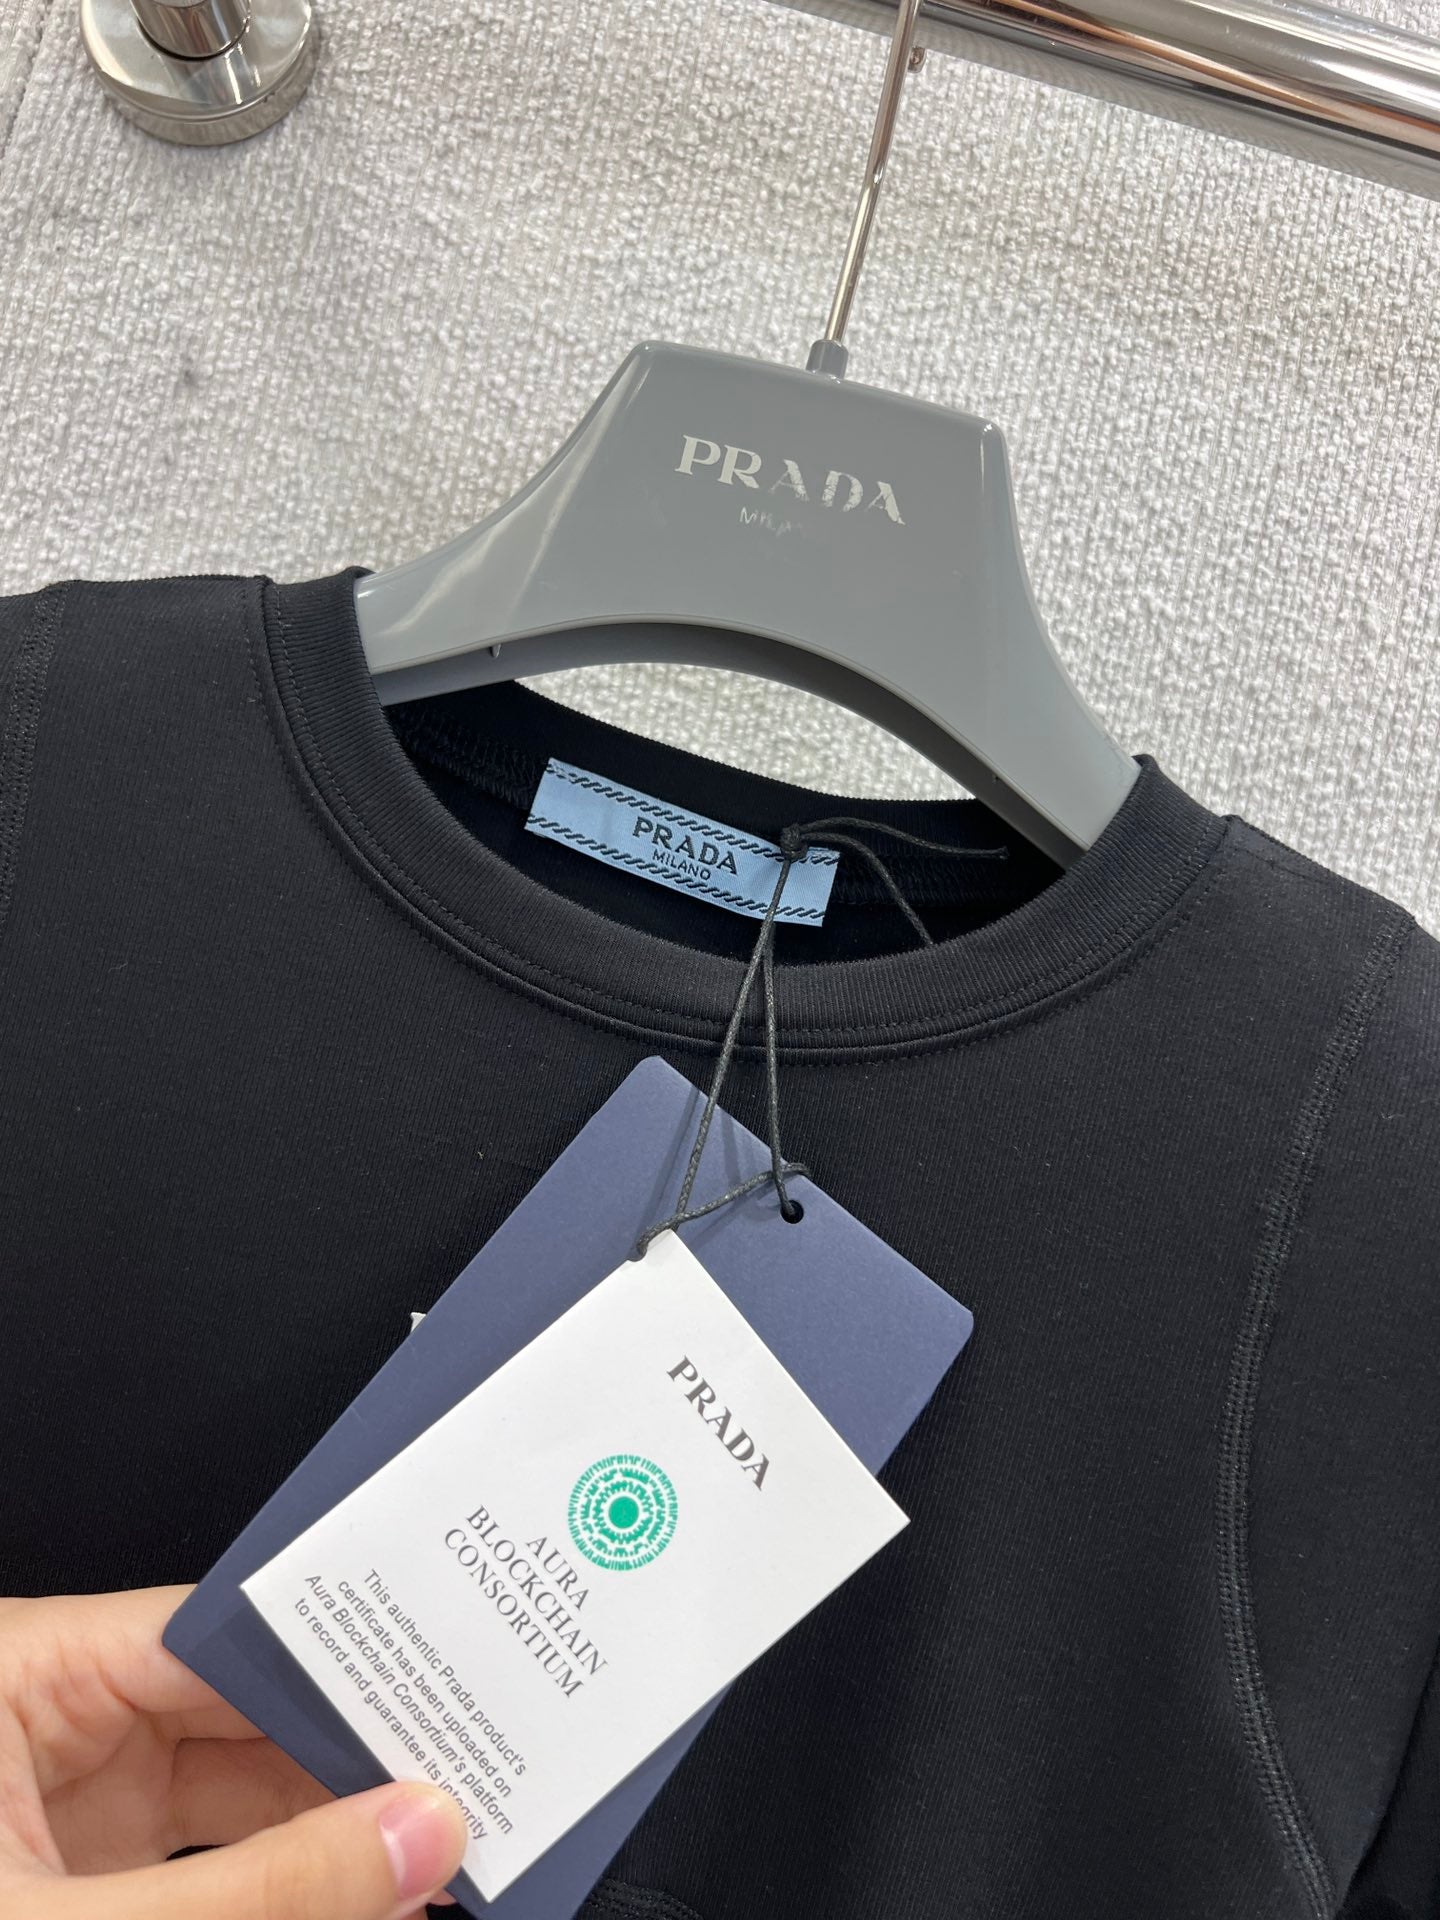 PRADA
PRADA
MILANO
PRADA
AURA
BLOCKCHAIN
CONSORTIUM
This authentic Prada product's
certificate has been uploaded on
Aura Blockchain Consortium's platform
to record and guarantee its integrity